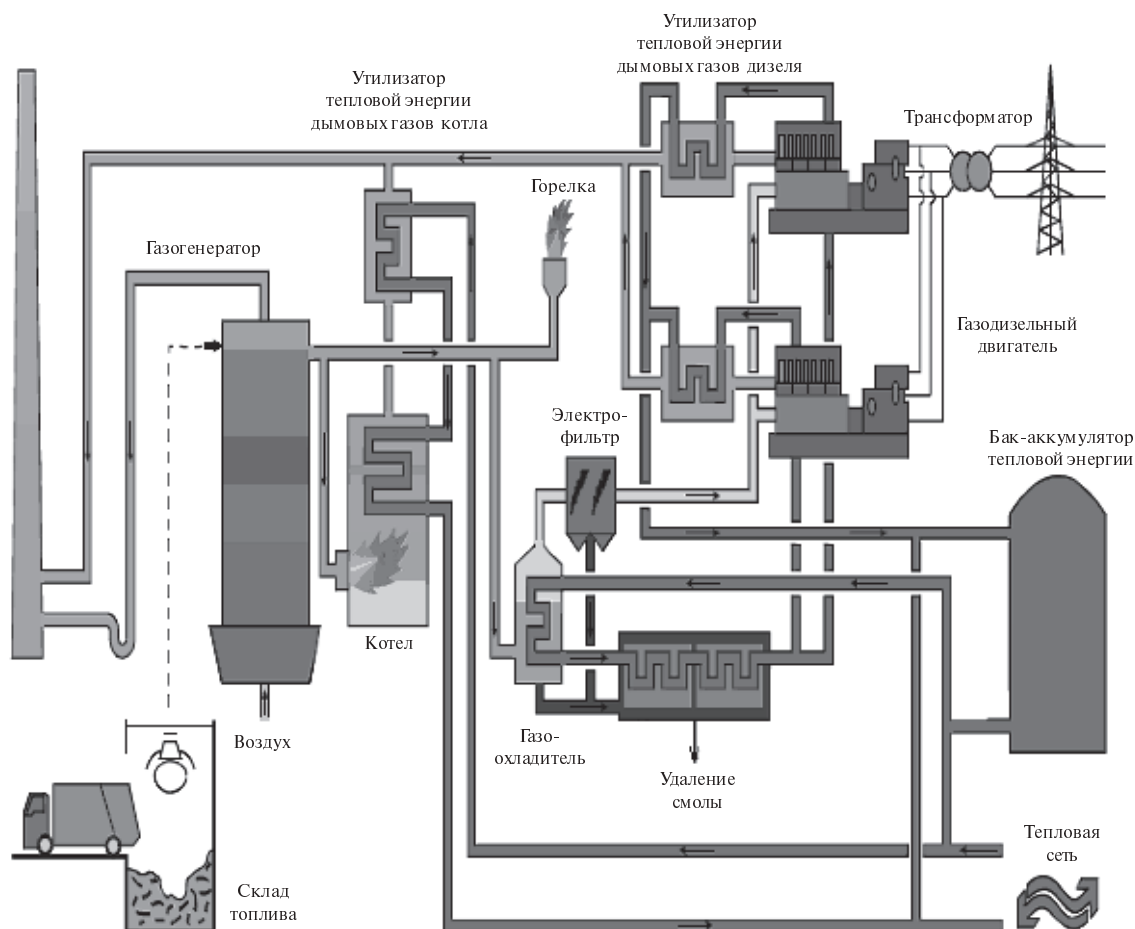 Утилизатор
тепловой энергии
дымовых газов дизеля
Утилизатор
тепловой энергии
дымовых газов котла
Трансформатор
Горелка
Газогенератор
Газодизельный
двигатель
Электро-
фильтр
Бак-аккумулятор
тепловой энергии
Котел
Воздух
Газо-
охладитель
Удаление
смолы
Тепловая
сеть
Склад
топлива